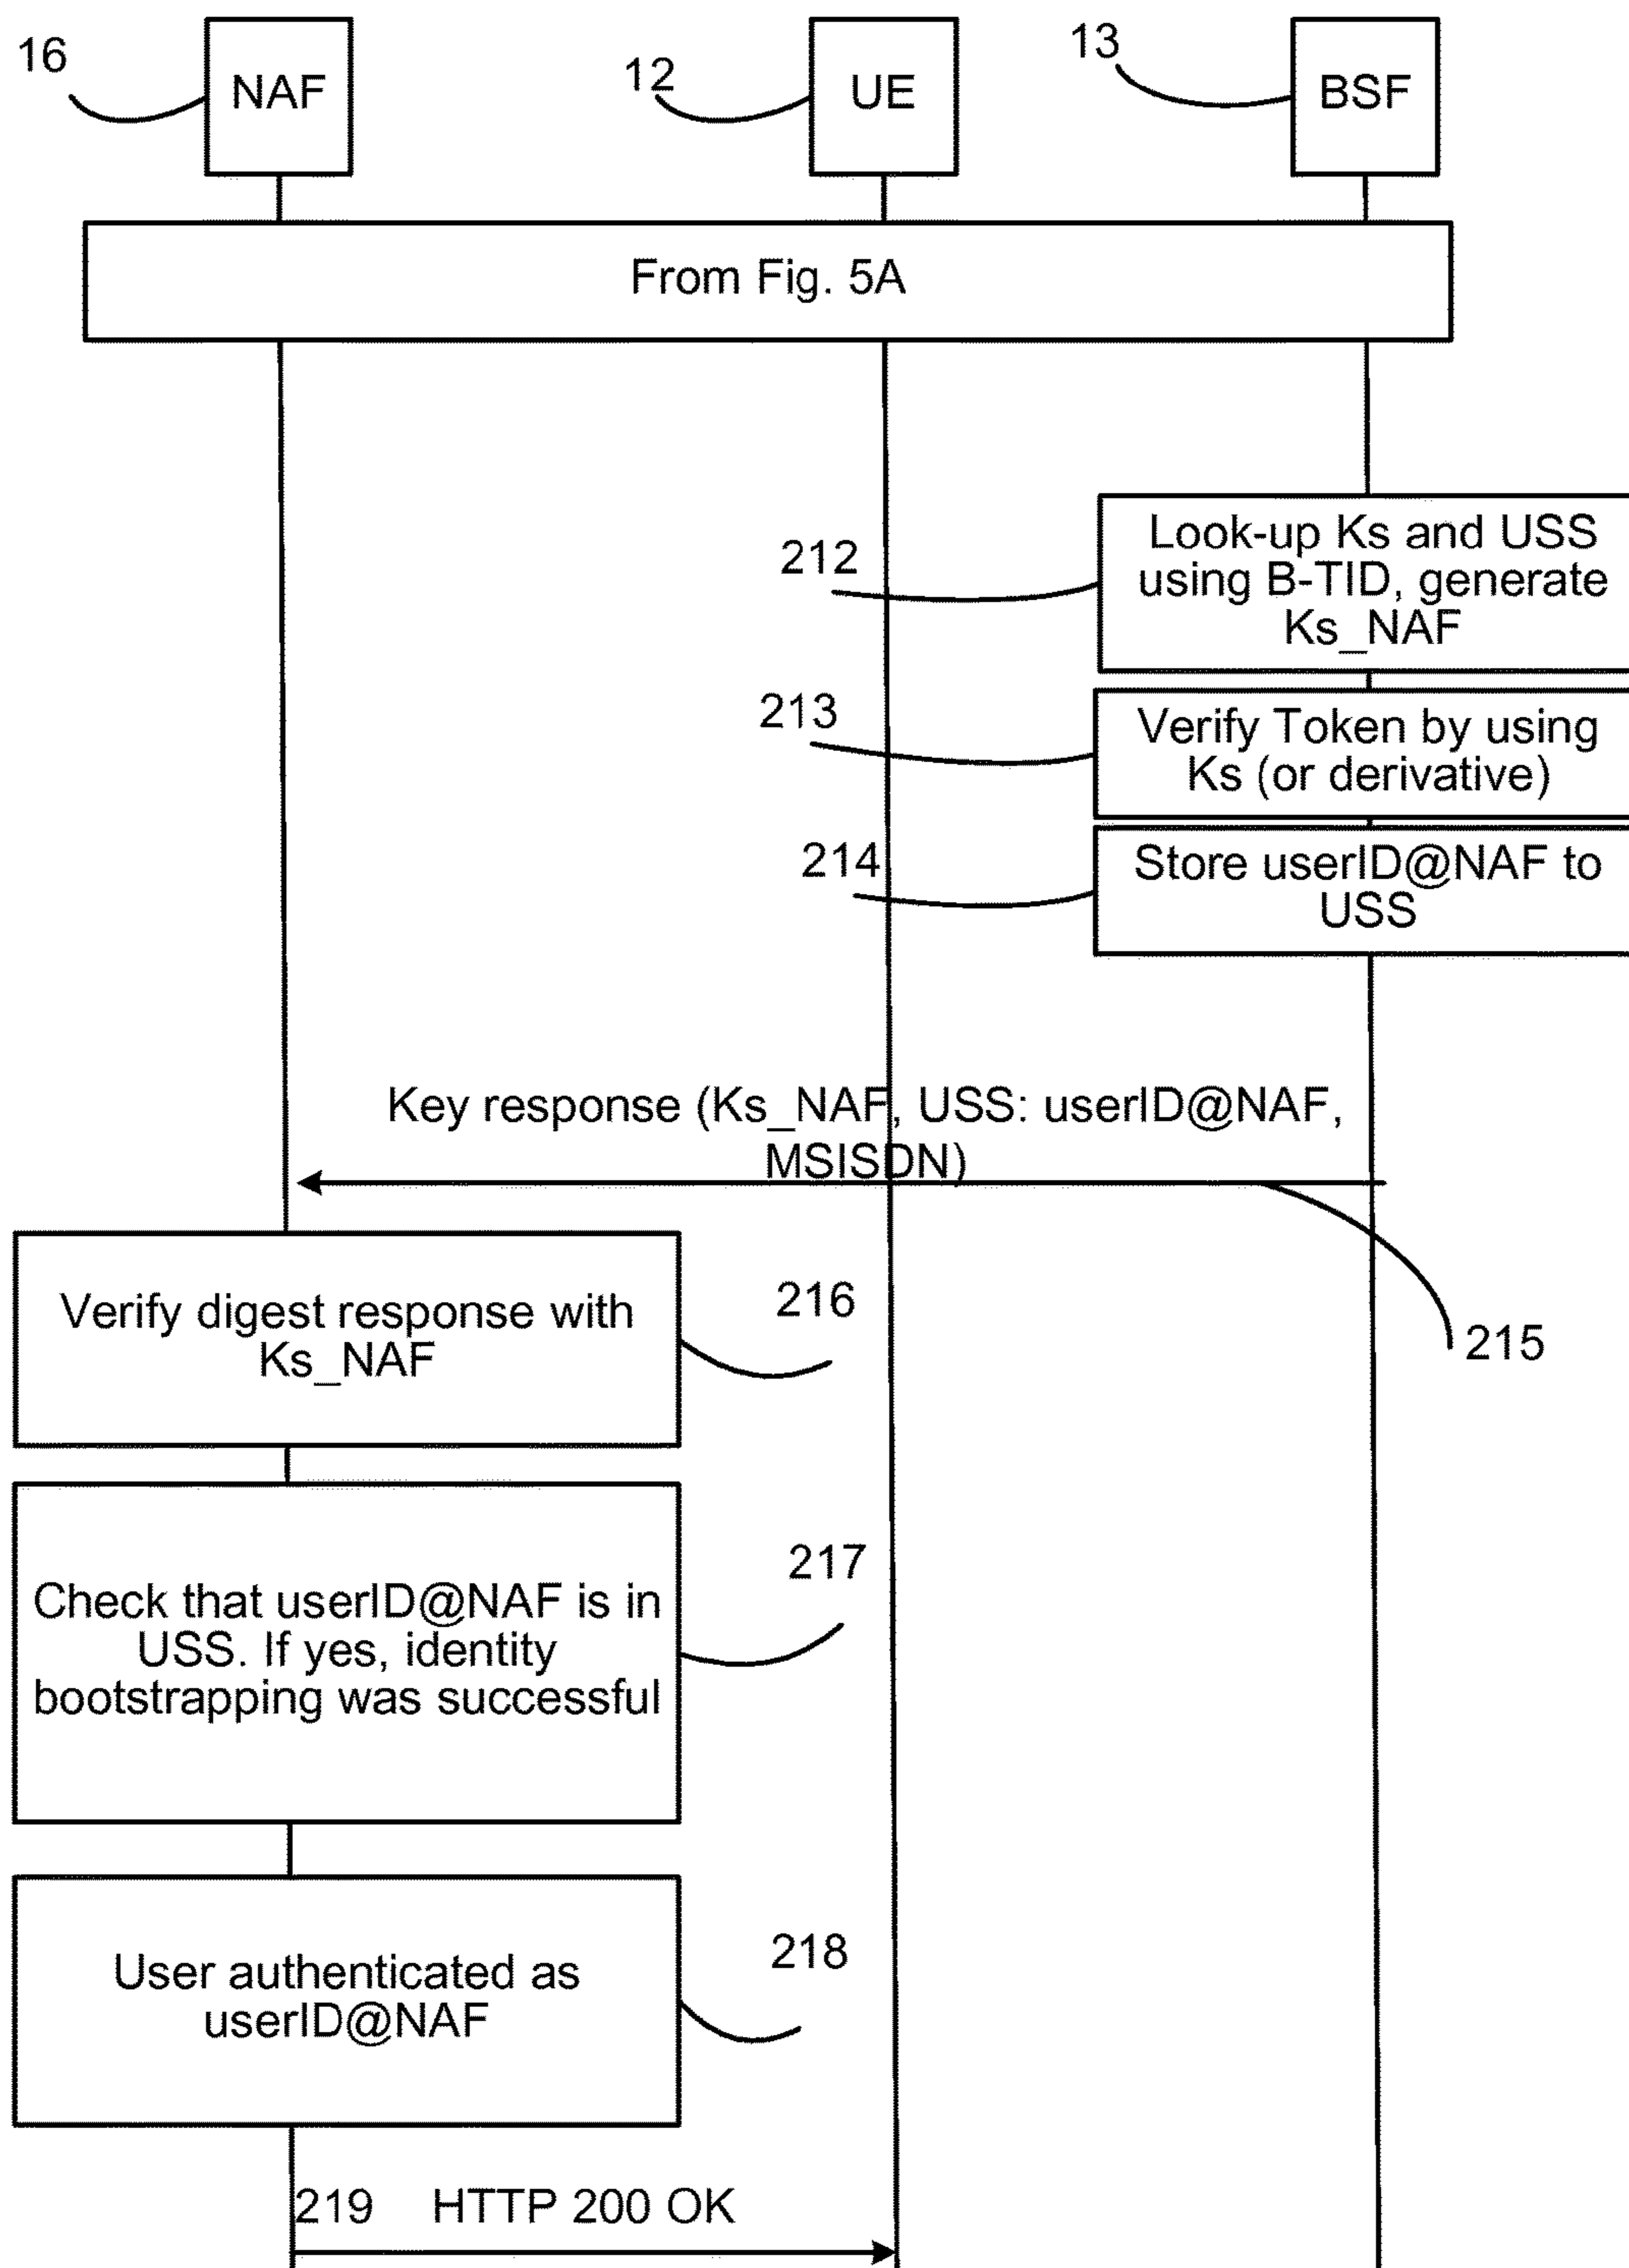 16
NAF
12
UE
13
BSF
From Fig. 5A
212
Look-up Ks and USS
using B-TID, generate
Ks_NAF
213
Verify Token by using
Ks (or derivative)
214
Store userID@NAF to
USS
Key response (Ks_NAF, USS: userID@NAF,
MSISDN)
215
Verify digest response with
Ks_NAF
216
Check that userID@NAF is in
USS. If yes, identity
bootstrapping was successful
217
User authenticated as
userID@NAF
218
219 HTTP 200 OK